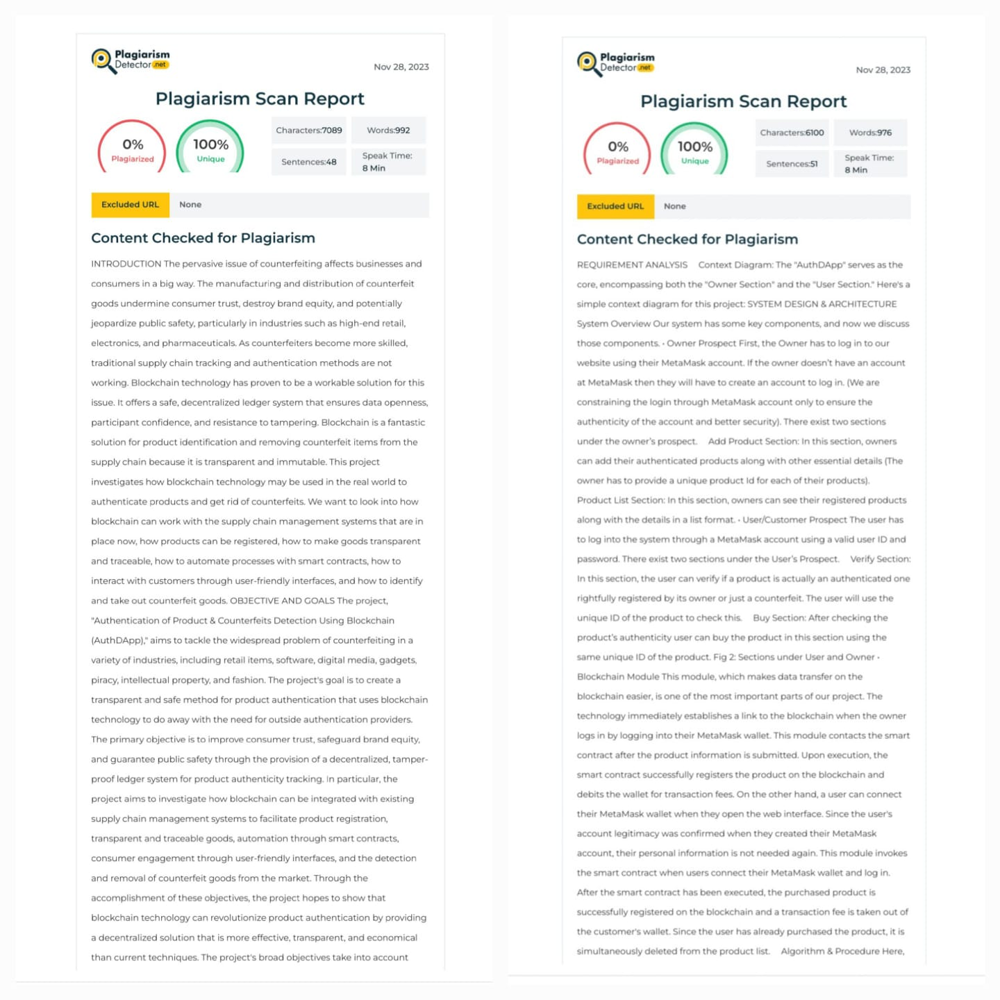 Plagiarism
Detector.net
Nov 28, 2023
Plagiarism Scan Report
0%
Plagiarized
100%
Unique
Characters:7089
Words:992
Sentences:48
Speak Time:
8 Min
Excluded URL
None
Content Checked for Plagiarism
INTRODUCTION The pervasive issue of counterfeiting affects businesses and
consumers in a big way. The manufacturing and distribution of counterfeit
goods undermine consumer trust, destroy brand equity, and potentially
jeopardize public safety, particularly in industries such as high-end retail,
electronics, and pharmaceuticals. As counterfeiters become more skilled,
traditional supply chain tracking and authentication methods are not
working. Blockchain technology has proven to be a workable solution for this
issue. It offers a safe, decentralized ledger system that ensures data openness,
participant confidence, and resistance to tampering. Blockchain is a fantastic
solution for product identification and removing counterfeit items from the
supply chain because it is transparent and immutable. This project
investigates how blockchain technology may be used in the real world to
authenticate products and get rid of counterfeits. We want to look into how
blockchain can work with the supply chain management systems that are in
place now, how products can be registered, how to make goods transparent
and traceable, how to automate processes with smart contracts, how to
interact with customers through user-friendly interfaces, and how to identify
and take out counterfeit goods. OBJECTIVE AND GOALS The project,
"Authentication of Product & Counterfeits Detection Using Blockchain
(AuthDApp)," aims to tackle the widespread problem of counterfeiting in a
variety of industries, including retail items, software, digital media, gadgets,
piracy, intellectual property, and fashion. The project's goal is to create a
transparent and safe method for product authentication that uses blockchain
technology to do away with the need for outside authentication providers.
The primary objective is to improve consumer trust, safeguard brand equity,
and guarantee public safety through the provision of a decentralized, tamper-
proof ledger system for product authenticity tracking. In particular, the
project aims to investigate how blockchain can be integrated with existing
supply chain management systems to facilitate product registration,
transparent and traceable goods, automation through smart contracts,
consumer engagement through user-friendly interfaces, and the detection
and removal of counterfeit goods from the market. Through the
accomplishment of these objectives, the project hopes to show that
blockchain technology can revolutionize product authentication by providing
a decentralized solution that is more effective, transparent, and economical
than current techniques. The project's broad objectives take into account
Plagiarism
Detector.net
Nov 28, 2023
Plagiarism Scan Report
0%
Plagiarized
100%
Unique
Characters:6100
Words:976
Sentences:51
Speak Time:
8 Min
Excluded URL
None
Content Checked for Plagiarism
REQUIREMENT ANALYSIS Context Diagram: The "AuthDApp" serves as the
core, encompassing both the "Owner Section" and the "User Section." Here's a
simple context diagram for this project: SYSTEM DESIGN & ARCHITECTURE
System Overview Our system has some key components, and now we discuss
those components. • Owner Prospect First, the Owner has to log in to our
website using their MetaMask account. If the owner doesn't have an account
at MetaMask then they will have to create an account to log in. (We are
constraining the login through MetaMask account only to ensure the
authenticity of the account and better security). There exist two sections
under the owner's prospect. Add Product Section: In this section, owners
can add their authenticated products along with other essential details (The
owner has to provide a unique product Id for each of their products).
Product List Section: In this section, owners can see their registered products
along with the details in a list format. • User/Customer Prospect The user has
to log into the system through a MetaMask account using a valid user ID and
password. There exist two sections under the User's Prospect. Verify Section:
In this section, the user can verify if a product is actually an authenticated one
rightfully registered by its owner or just a counterfeit. The user will use the
unique ID of the product to check this. Buy Section: After checking the
product's authenticity user can buy the product in this section using the
same unique ID of the product. Fig 2: Sections under User and Owner •
Blockchain Module This module, which makes data transfer on the
blockchain easier, is one of the most important parts of our project. The
technology immediately establishes a link to the blockchain when the owner
logs in by logging into their MetaMask wallet. This module contacts the smart
contract after the product information is submitted. Upon execution, the
smart contract successfully registers the product on the blockchain and
debits the wallet for transaction fees. On the other hand, a user can connect
their MetaMask wallet when they open the web interface. Since the user's
account legitimacy was confirmed when they created their MetaMask
account, their personal information is not needed again. This module invokes
the smart contract when users connect their MetaMask wallet and log in.
After the smart contract has been executed, the purchased product is
successfully registered on the blockchain and a transaction fee is taken out of
the customer's wallet. Since the user has already purchased the product, it is
simultaneously deleted from the product list. Algorithm & Procedure Here,